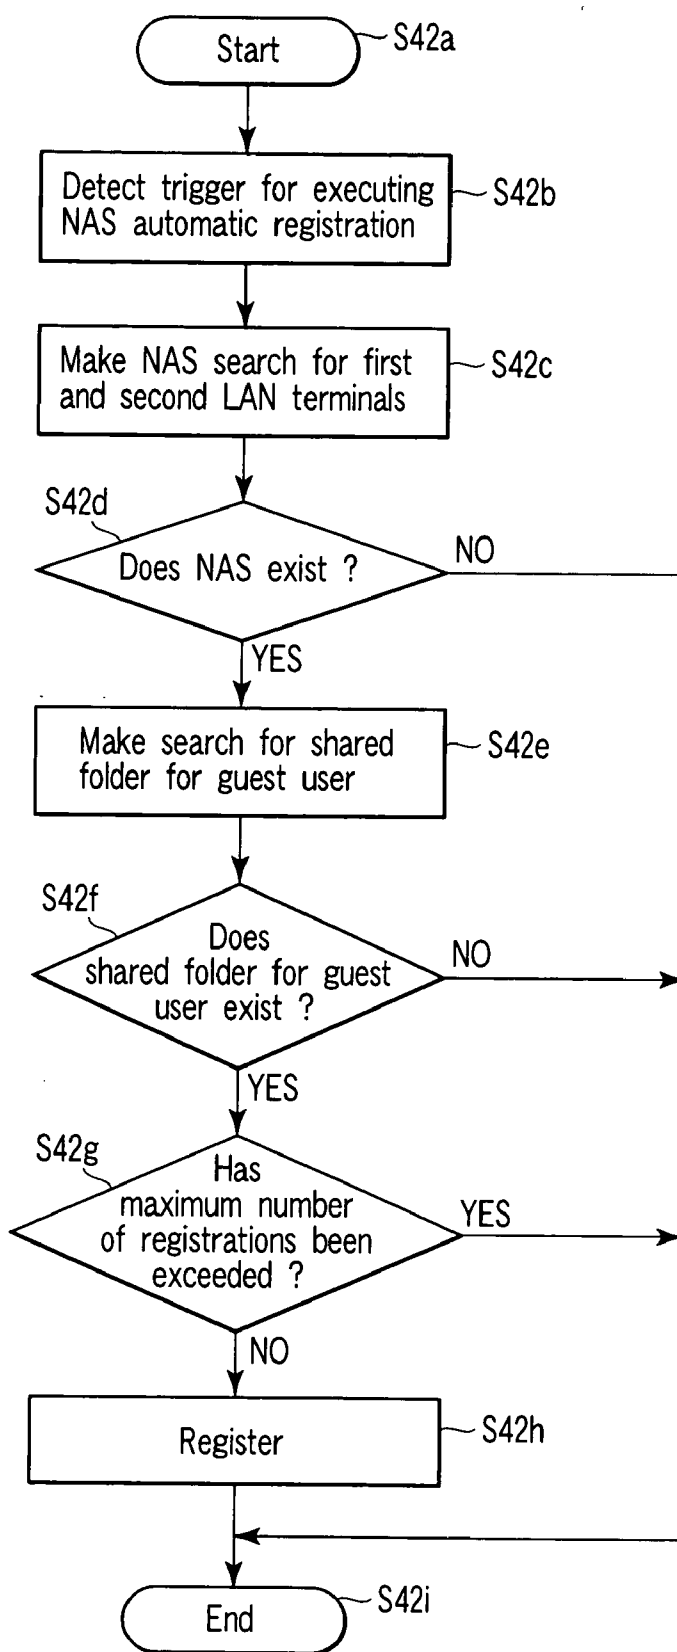 Start
S42a
Detect trigger for executing
NAS automatic registration
S42b
Make NAS search for first
and second LAN terminals
S42c
S42d
Does NAS exist ?
NO
YES
Make search for shared
folder for guest user
S42e
S42f
Does
shared folder for guest
user exist ?
NO
YES
S42g
Has
maximum number
of registrations been
exceeded ?
YES
NO
Register
S42h
End
S42i